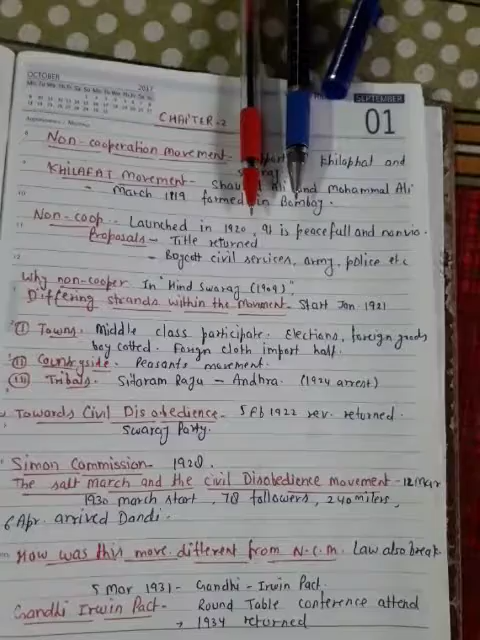 OCTOBER 2017
SEPTEMBER
01
CHAPTER-2
Non-cooperation movement- Khilaphat and
KHILAFAT Movement- Shau Ali and Mohammal Ali
- March 1919 formed in Bombay.
Non-coop - Launched in 1920, It is peacefull and nonvio.
Proposals - Title returned
- Boycott civil services, army, police etc
Why non-cooper In "Hind Swaraj (1909)"
Differing strands within the movement- Start Jan. 1921
(I) Towns- Middle class participate. Elections, foreign goods
boycotted. Foreign cloth import half.
(II) Countryside- Peasants movement.
(III) Tribals- Sitaram Raju - Andhra. (1924 arrest)
Towards Civil Disobedience- 5 Feb 1922 rev. returned.
Swaraj Party.
Simon Commission- 1928.
The salt march and the civil Disobedience movement - 12 Mar
1930 march start, 78 followers, 240 miles,
6 Apr. arrived Dandi.
How was this move different from N.C.M. Law also break.
5 Mar 1931- Gandhi-Irwin Pact.
Gandhi Irwin Pact- Round Table conference attend
→ 1934 returned